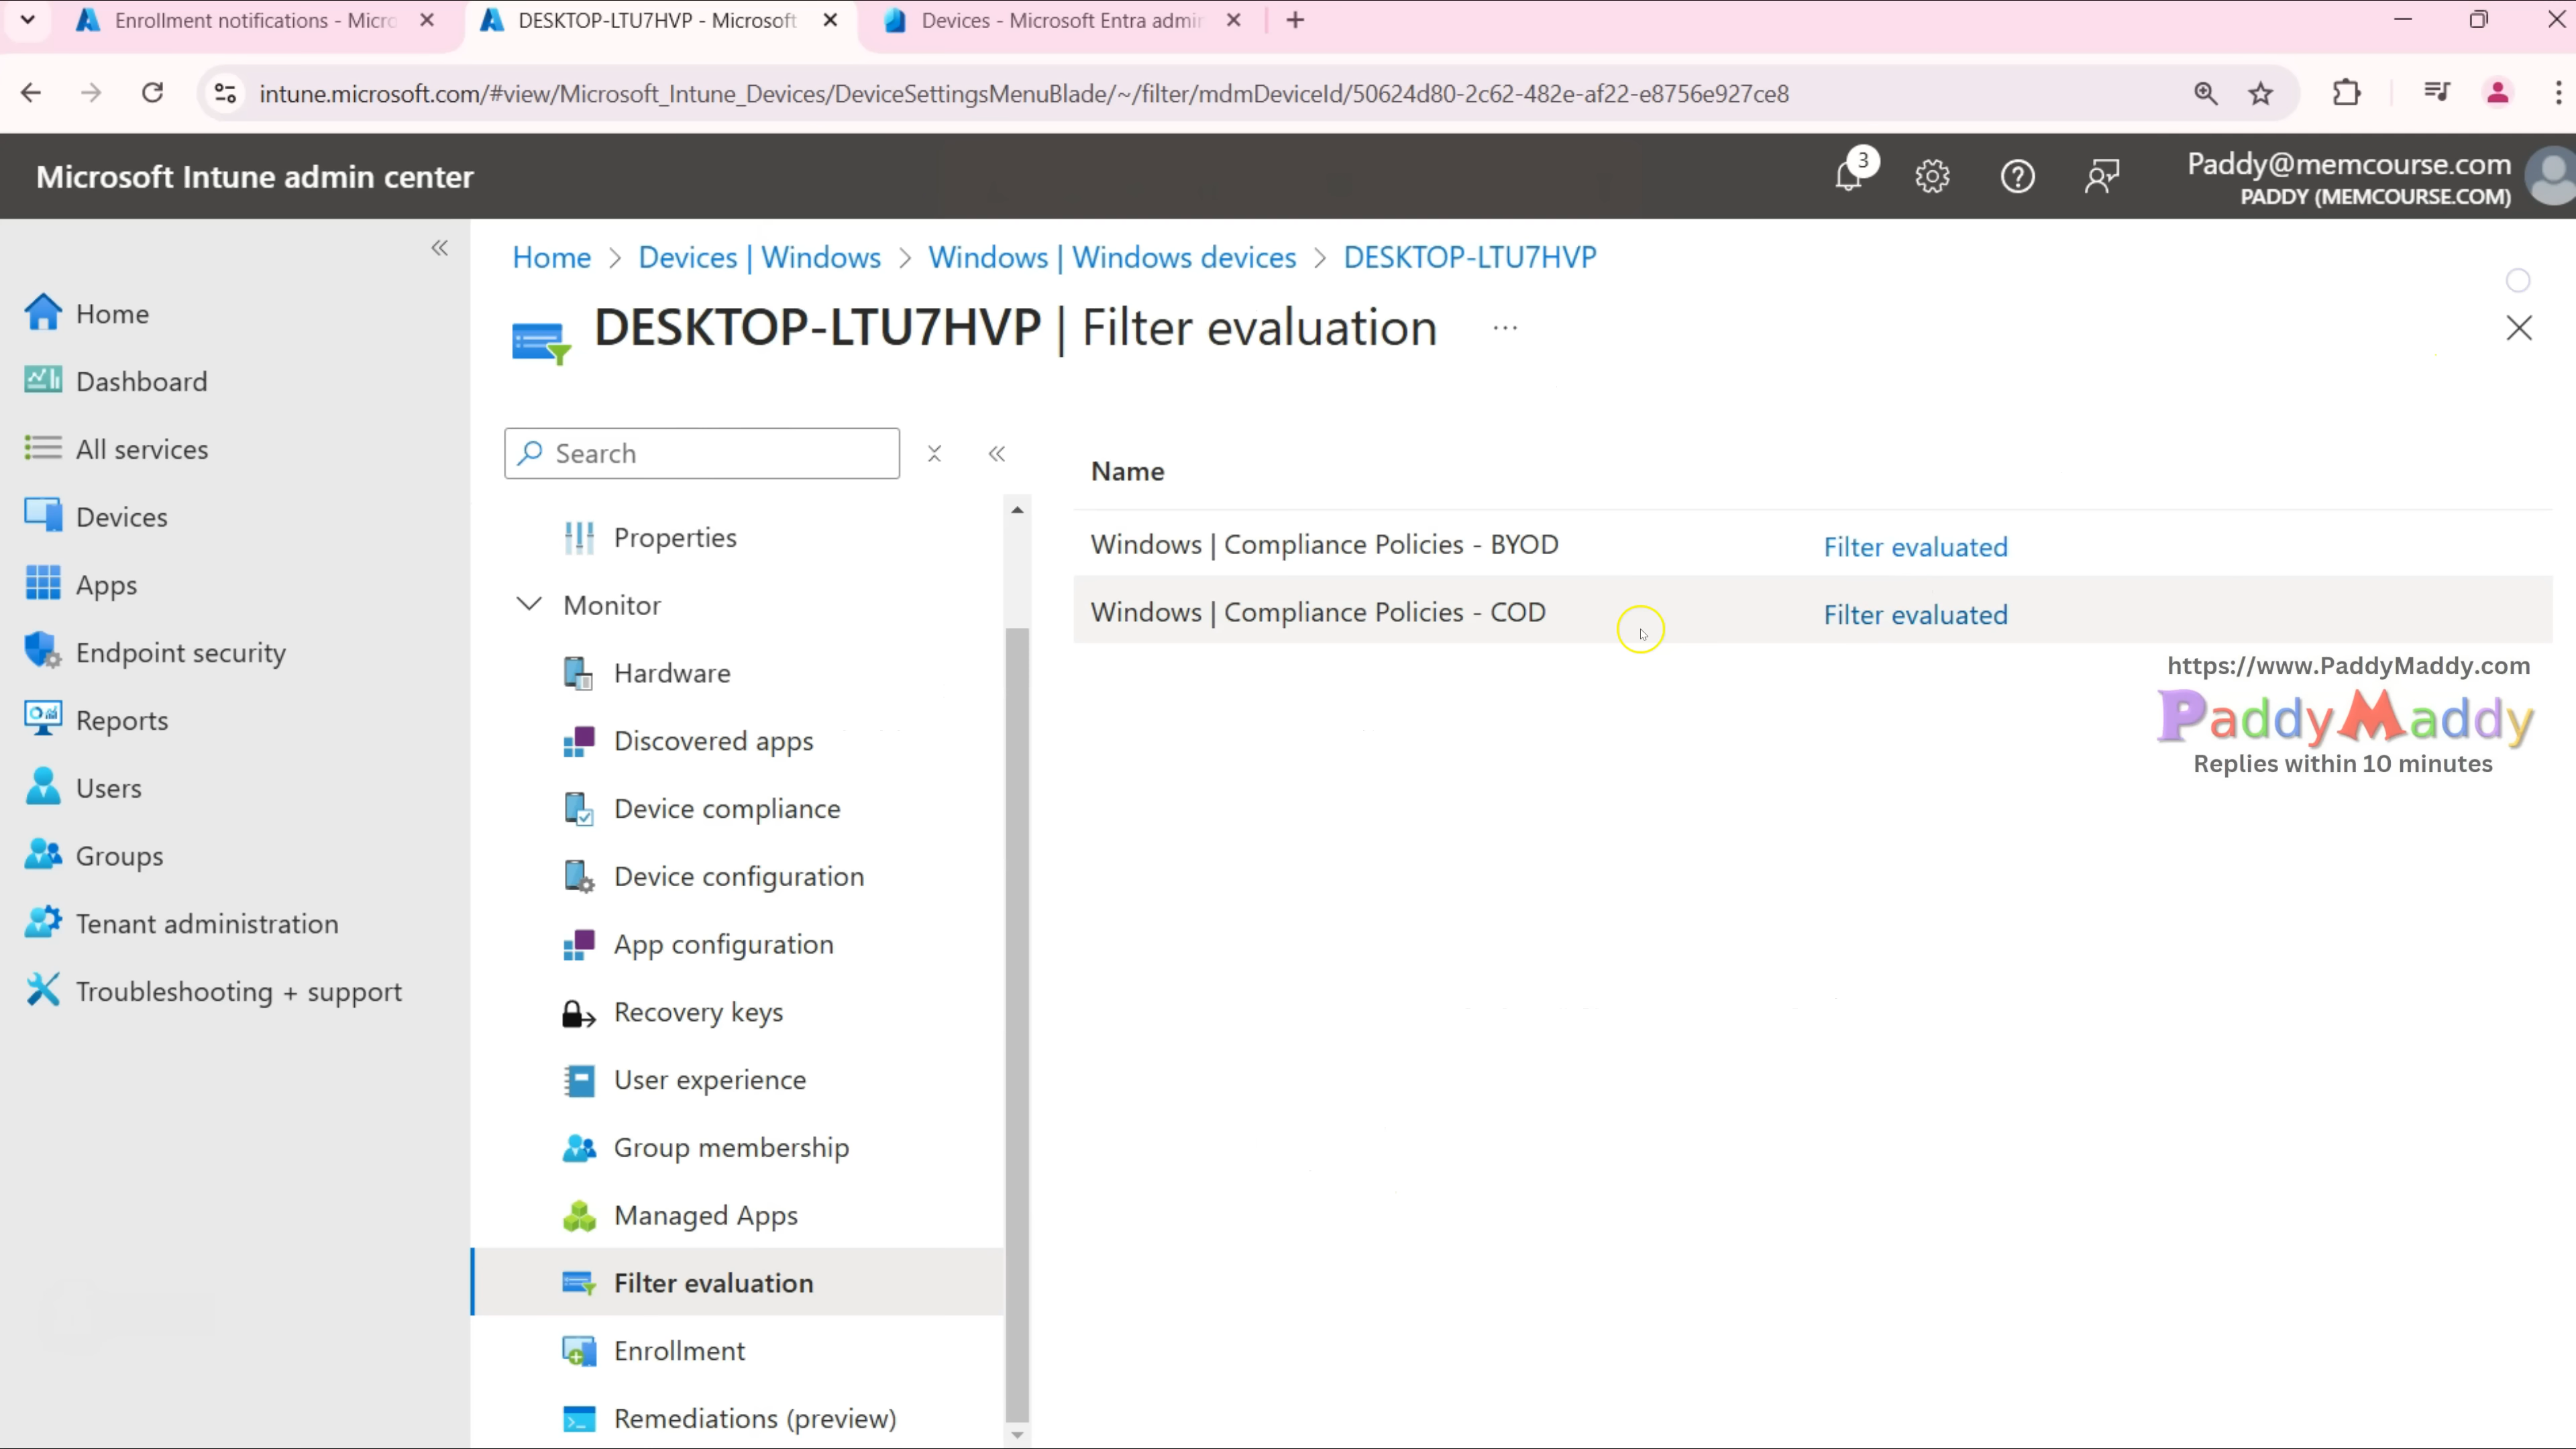 Enrollment notifications - Micro
DESKTOP-LTU7HVP - Microsoft
Devices - Microsoft Entra admin
intune.microsoft.com/#view/Microsoft_Intune_Devices/DeviceSettingsMenuBlade/~/filter/mdmDeviceId/50624d80-2c62-482e-af22-e8756e927ce8
Microsoft Intune admin center
3
Paddy@memcourse.com
PADDY (MEMCOURSE.COM)
Home > Devices | Windows > Windows | Windows devices > DESKTOP-LTU7HVP
DESKTOP-LTU7HVP | Filter evaluation ...
Home
Dashboard
All services
Devices
Apps
Endpoint security
Reports
Users
Groups
Tenant administration
Troubleshooting + support
Search
Properties
Monitor
Hardware
Discovered apps
Device compliance
Device configuration
App configuration
Recovery keys
User experience
Group membership
Managed Apps
Filter evaluation
Enrollment
Remediations (preview)
Name
Windows | Compliance Policies - BYOD Filter evaluated
Windows | Compliance Policies - COD Filter evaluated
https://www.PaddyMaddy.com
PaddyMaddy
Replies within 10 minutes